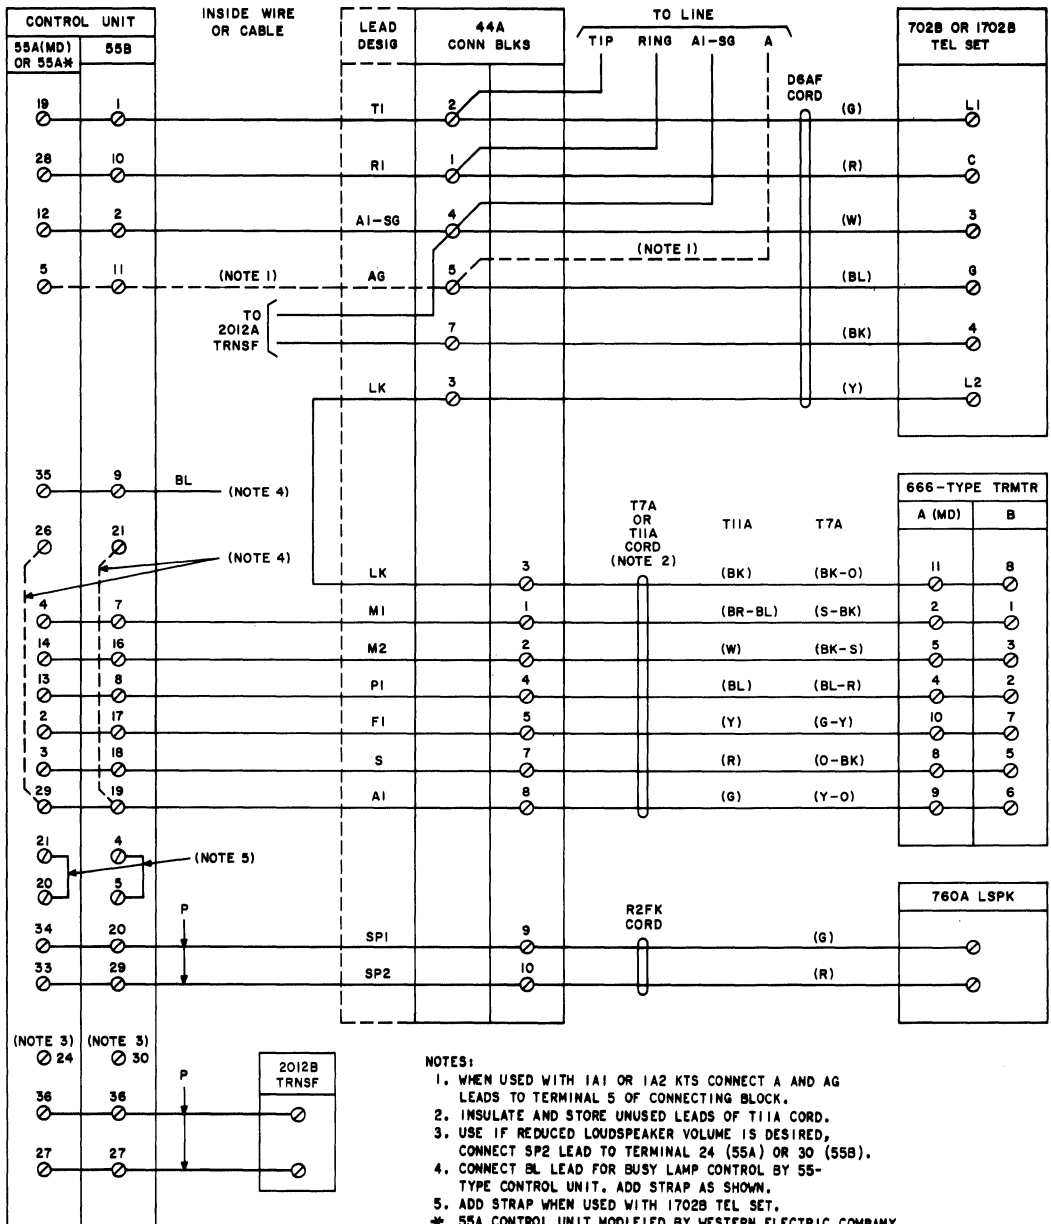 CONTROL UNIT
55A(MD) OR 55A*
55B
INSIDE WIRE OR CABLE
LEAD DESIG
44A CONN BLKS
TO LINE
TIP RING A1-SG A
702B OR 1702B TEL SET
D6AF CORD
19 1 T1 2 (G) L1
28 10 R1 1 (R) C
12 2 A1-SG 4 (W) 3
(NOTE 1)
5 11 (NOTE 1) AG 5 (BL) G
TO 2012A TRNSF
7 (BK) 4
LK 3 (Y) L2
35 9 BL (NOTE 4)
666-TYPE TRMTR
A (MD) B
T7A OR T11A CORD (NOTE 2)
T11A T7A
26 21
(NOTE 4)
LK 3 (BK) (BK-O) 11 8
4 7 M1 1 (BR-BL) (S-BK) 2 1
14 16 M2 2 (W) (BK-S) 5 3
13 8 P1 4 (BL) (BL-R) 4 2
2 17 F1 5 (Y) (G-Y) 10 7
3 18 S 7 (R) (O-BK) 8 5
29 19 A1 8 (G) (Y-O) 9 6
21 4
(NOTE 5)
20 5
760A LSPK
P
R2FK CORD
34 20 SP1 9 (G)
33 29 SP2 10 (R)
(NOTE 3) (NOTE 3)
24 30
P
2012B TRNSF
36 36
27 27
NOTES:
1. WHEN USED WITH 1A1 OR 1A2 KTS CONNECT A AND AG
LEADS TO TERMINAL 5 OF CONNECTING BLOCK.
2. INSULATE AND STORE UNUSED LEADS OF T11A CORD.
3. USE IF REDUCED LOUDSPEAKER VOLUME IS DESIRED,
CONNECT SP2 LEAD TO TERMINAL 24 (55A) OR 30 (55B).
4. CONNECT BL LEAD FOR BUSY LAMP CONTROL BY 55-
TYPE CONTROL UNIT. ADD STRAP AS SHOWN.
5. ADD STRAP WHEN USED WITH 1702B TEL SET.
* 55A CONTROL UNIT MODIFIED BY WESTERN ELECTRIC COMPANY